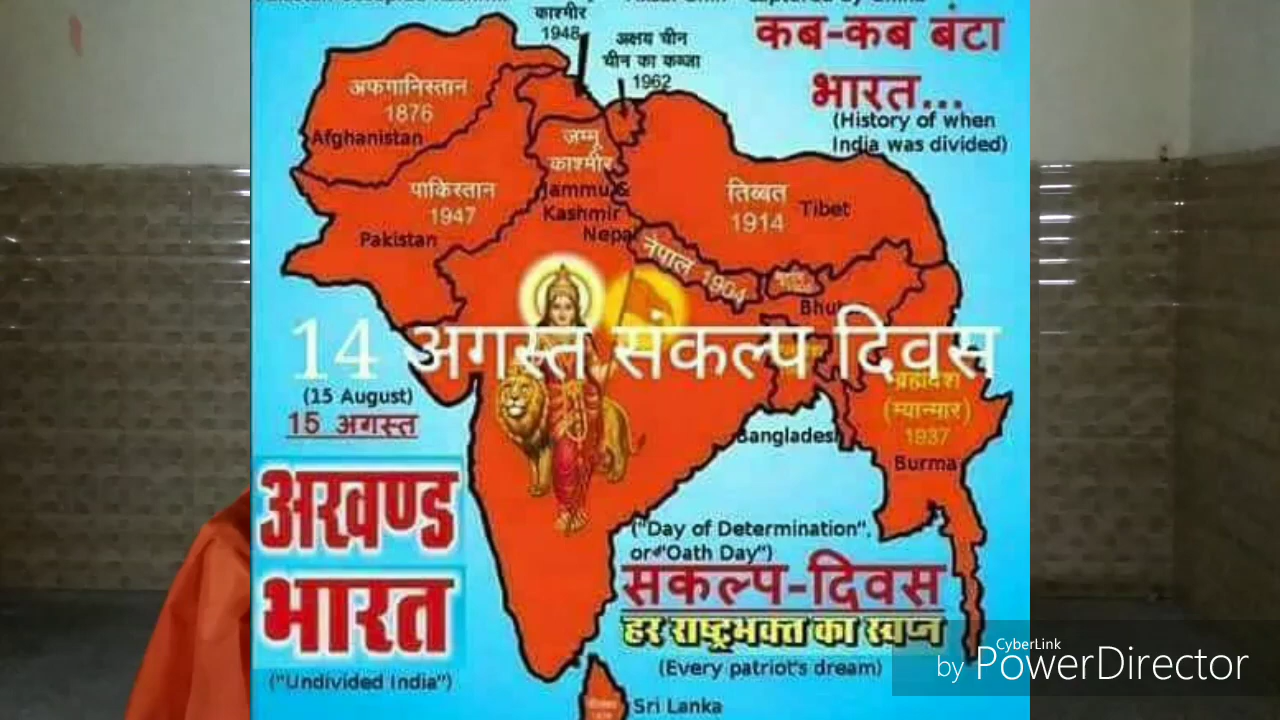 काश्मीर
1948
अक्षय चीन
चीन का कब्जा
1962
कब-कब बंटा
भारत...
(History of when
India was divided)
अफगानिस्तान
1876
Afghanistan
जम्मू
काश्मीर
Jammu &
Kashmir
पाकिस्तान
1947
Pakistan
तिब्बत
1914
Tibet
Nepal
नेपाल 1904
Bhut
14 अगस्त संकल्प दिवस
(15 August)
15 अगस्त
ब्रह्मदेश
(म्यान्मार)
1937
Burma
Bangladesh
अखण्ड
भारत
("Undivided India")
("Day of Determination",
or "Oath Day")
संकल्प-दिवस
हर राष्ट्रभक्त का स्वप्न
(Every patriot's dream)
Sri Lanka
CyberLink
by PowerDirector